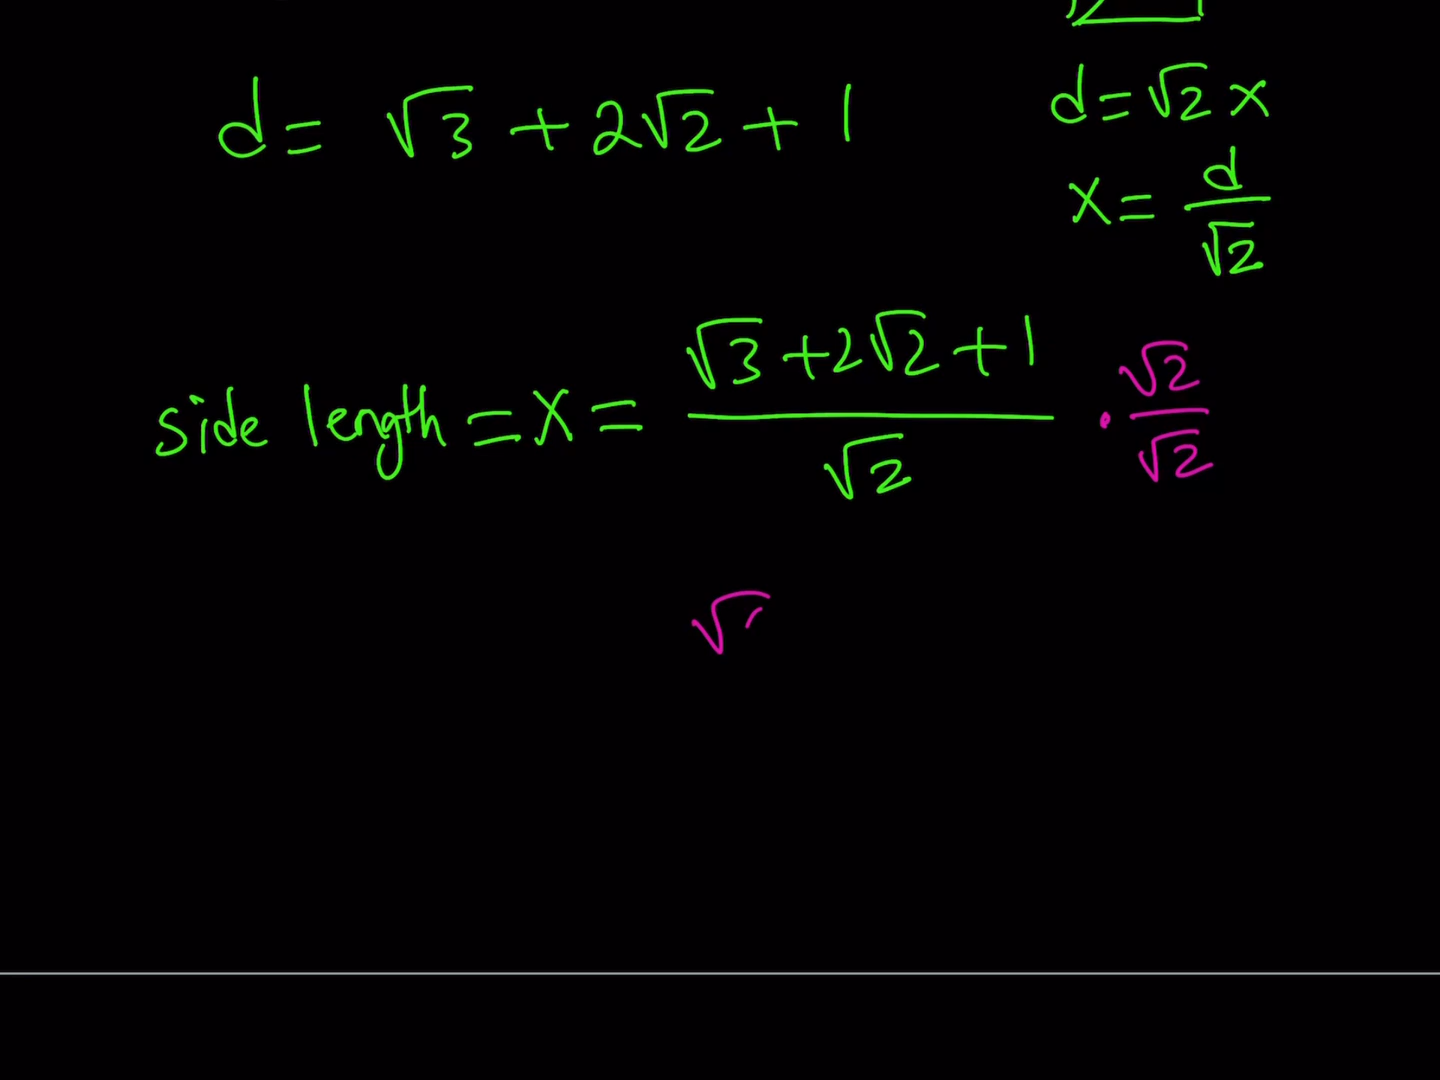 d = √3 + 2√2 + 1
d = √2 x
x = d/√2
side length = x = (√3 + 2√2 + 1)/√2 · √2/√2
√